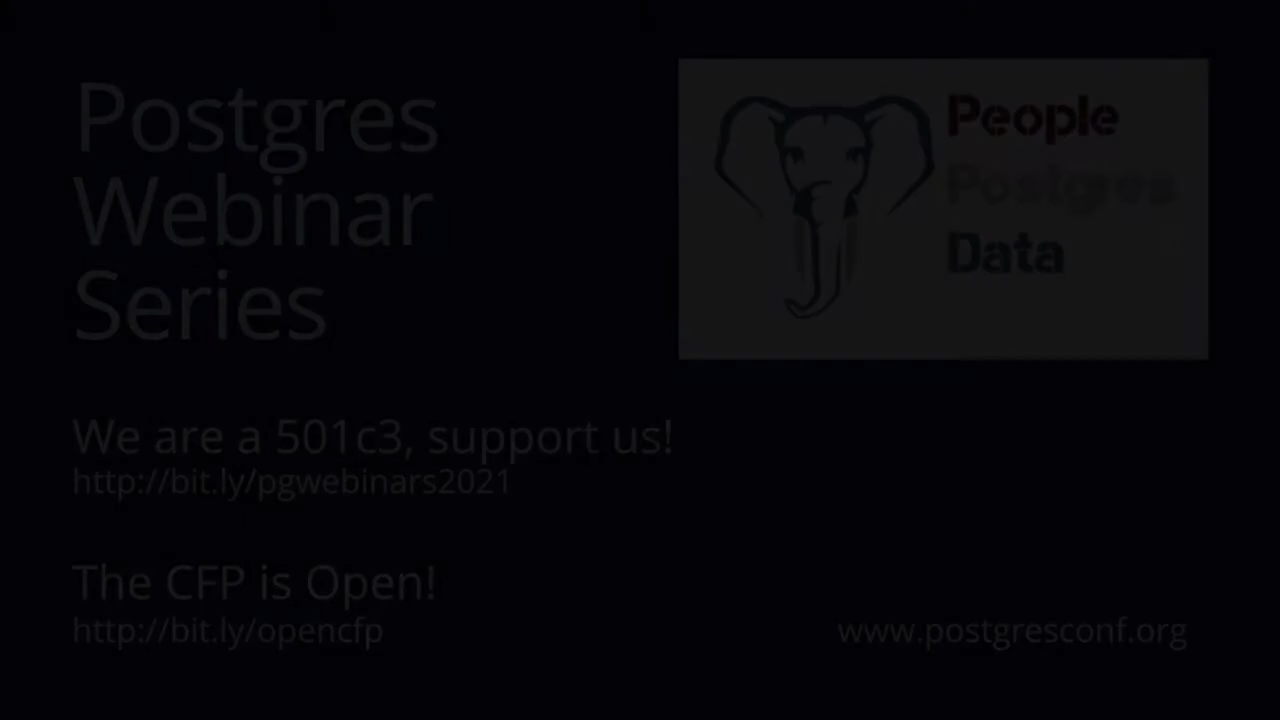 Postgres
Webinar
Series
People
Postgres
Data
We are a 501c3, support us!
http://bit.ly/pgwebinars2021
The CFP is Open!
http://bit.ly/opencfp
www.postgresconf.org